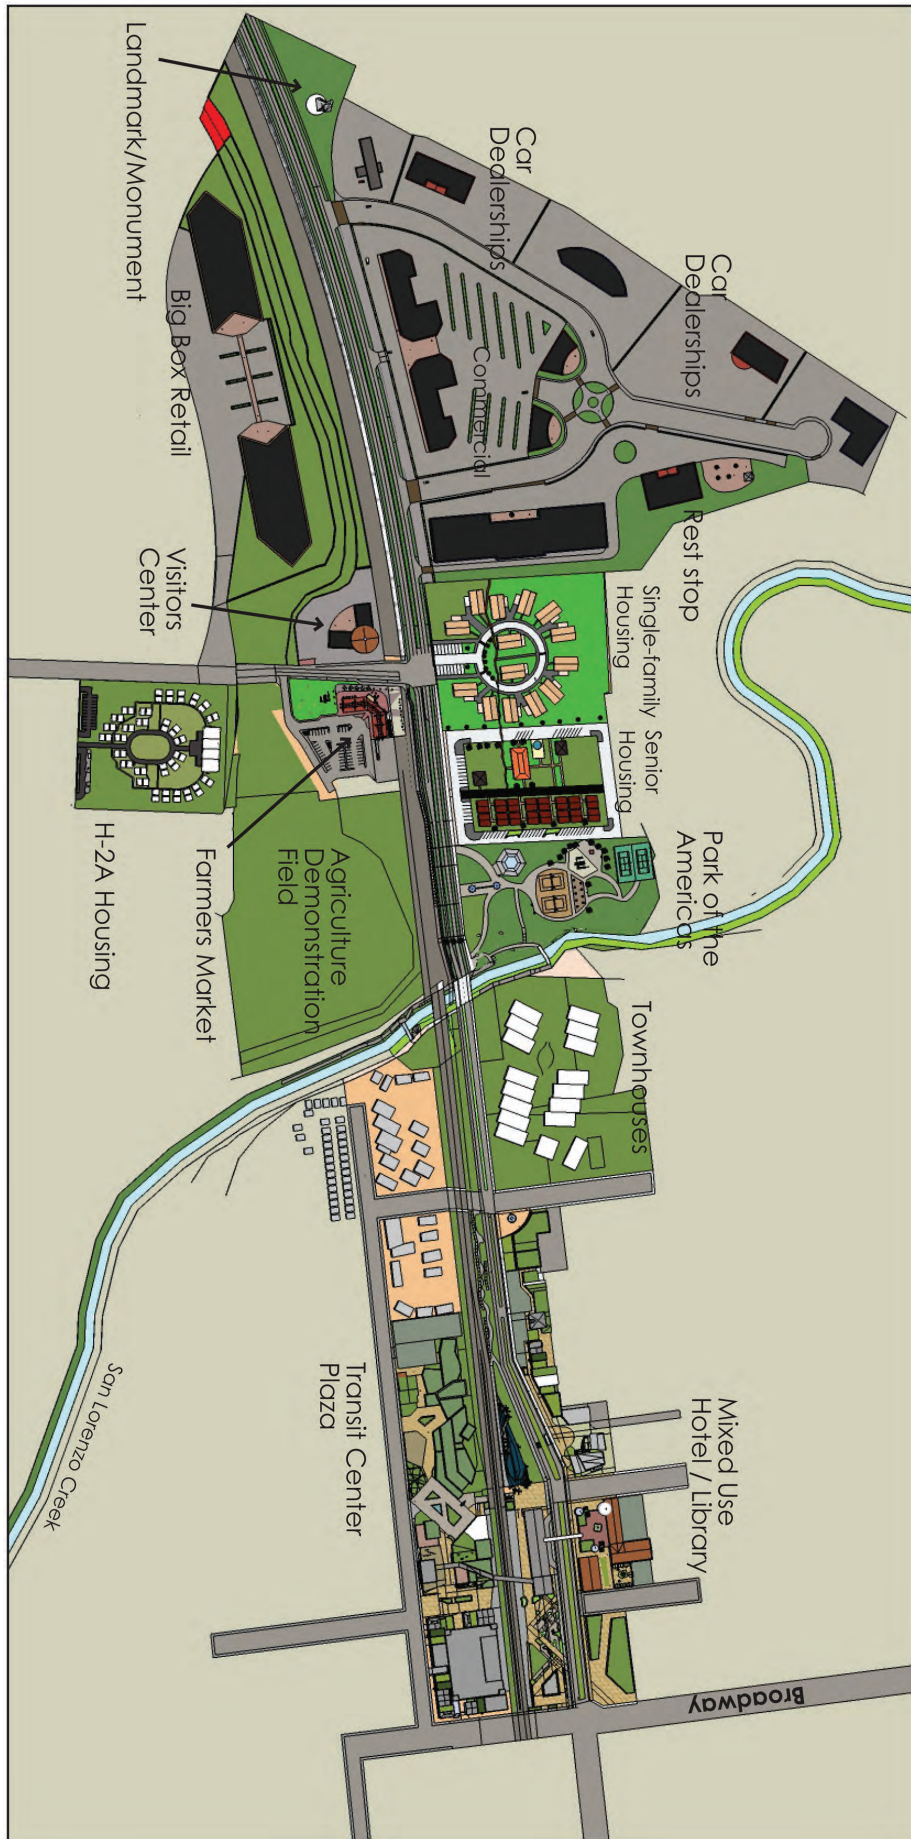 Landmark/Monument
Car
Dealerships
Car
Dealerships
Big Box Retail
Commercial
Rest stop
Visitors
Center
Single-family
Housing
Senior
Housing
Park of the
Americas
H-2A Housing
Farmers Market
Agriculture
Demonstration
Field
Townhouses
San Lorenzo Creek
Transit Center
Plaza
Mixed Use
Hotel / Library
Broadway